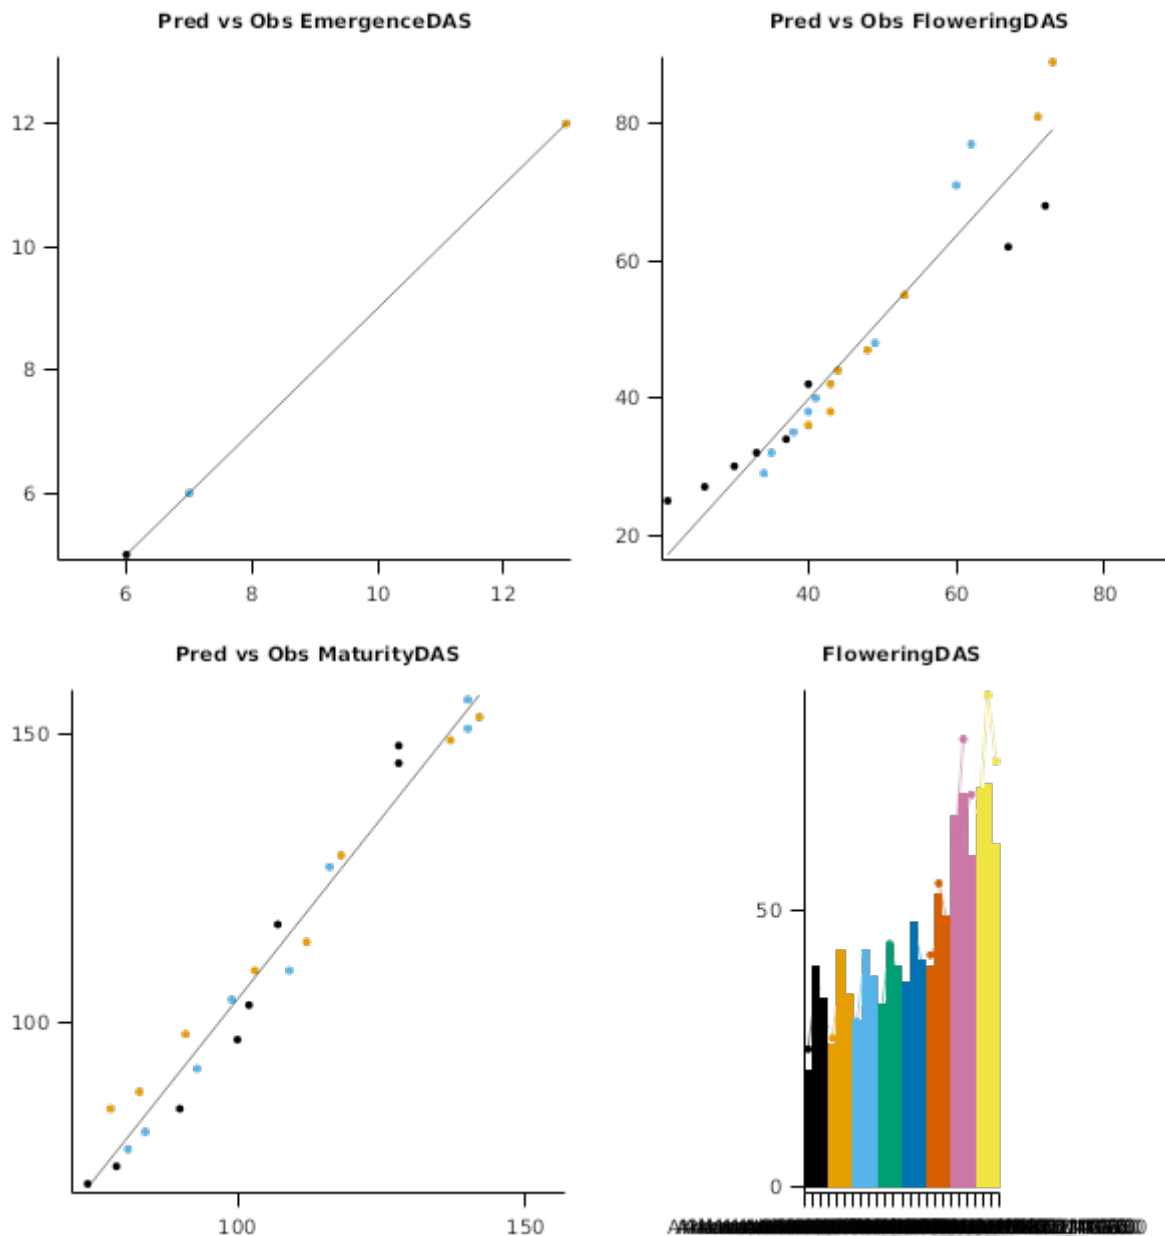 Pred vs Obs EmergenceDAS
Pred vs Obs FloweringDAS
12
10
8
6
6 8 10 12
80
60
40
20
40 60 80
Pred vs Obs MaturityDAS
FloweringDAS
150
100
100 150
50
0